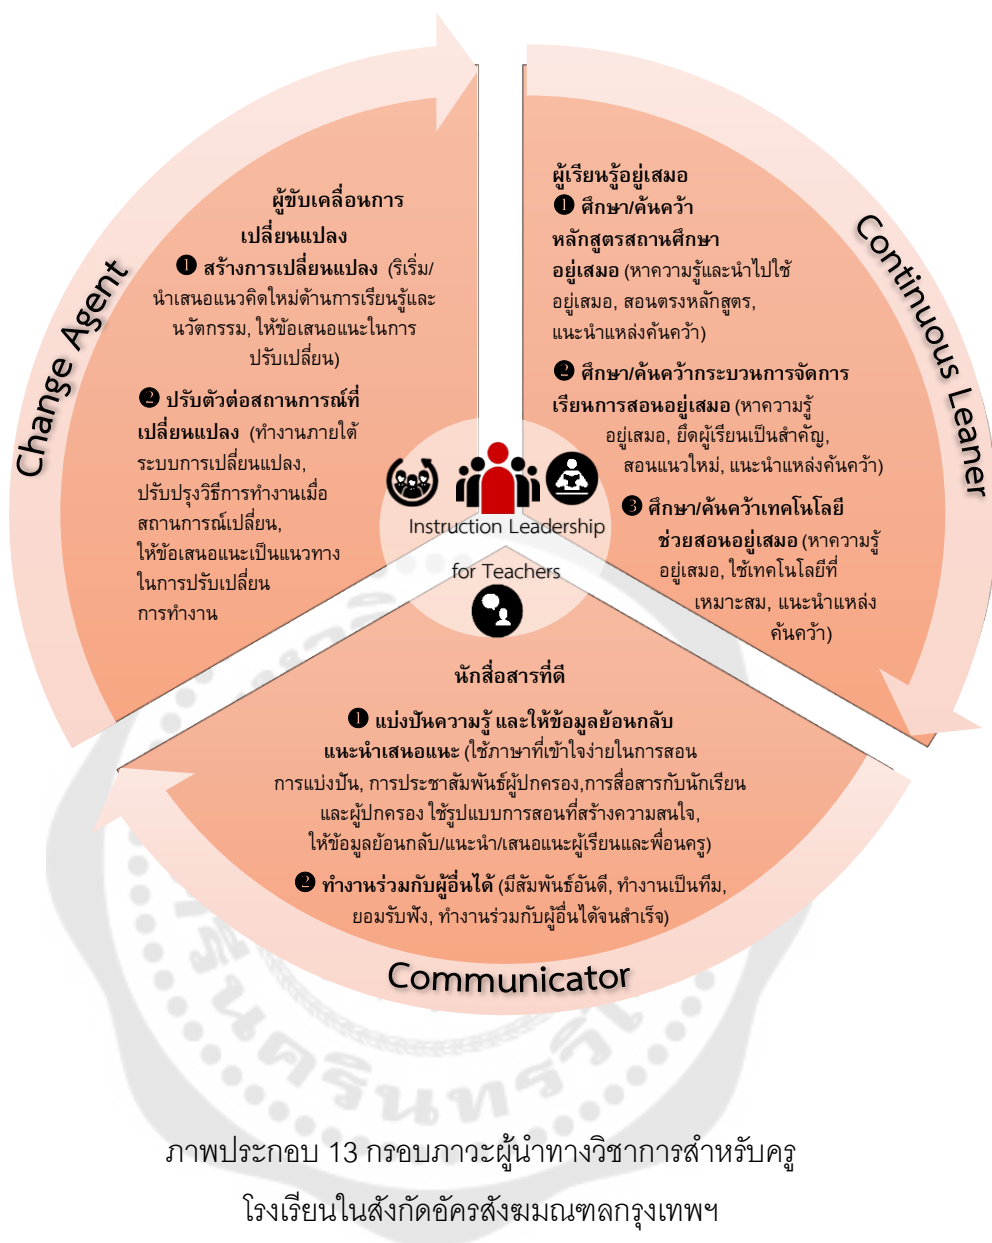 Change Agent
ผู้ขับเคลื่อนการ
เปลี่ยนแปลง
❶ สร้างการเปลี่ยนแปลง (ริเริ่ม/
นำเสนอแนวคิดใหม่ด้านการเรียนรู้และ
นวัตกรรม, ให้ข้อเสนอแนะในการ
ปรับเปลี่ยน)
❷ ปรับตัวต่อสถานการณ์ที่
เปลี่ยนแปลง (ทำงานภายใต้
ระบบการเปลี่ยนแปลง,
ปรับปรุงวิธีการทำงานเมื่อ
สถานการณ์เปลี่ยน,
ให้ข้อเสนอแนะเป็นแนวทาง
ในการปรับเปลี่ยน
การทำงาน
Continuous Leaner
ผู้เรียนรู้อยู่เสมอ
❶ ศึกษา/ค้นคว้า
หลักสูตรสถานศึกษา
อยู่เสมอ (หาความรู้และนำไปใช้
อยู่เสมอ, สอนตรงหลักสูตร,
แนะนำแหล่งค้นคว้า)
❷ ศึกษา/ค้นคว้ากระบวนการจัดการ
เรียนการสอนอยู่เสมอ (หาความรู้
อยู่เสมอ, ยึดผู้เรียนเป็นสำคัญ,
สอนแนวใหม่, แนะนำแหล่งค้นคว้า)
❸ ศึกษา/ค้นคว้าเทคโนโลยี
ช่วยสอนอยู่เสมอ (หาความรู้
อยู่เสมอ, ใช้เทคโนโลยีที่
เหมาะสม, แนะนำแหล่ง
ค้นคว้า)
Instruction Leadership
for Teachers
นักสื่อสารที่ดี
❶ แบ่งปันความรู้ และให้ข้อมูลย้อนกลับ
แนะนำเสนอแนะ (ใช้ภาษาที่เข้าใจง่ายในการสอน
การแบ่งปัน, การประชาสัมพันธ์ผู้ปกครอง,การสื่อสารกับนักเรียน
และผู้ปกครอง ใช้รูปแบบการสอนที่สร้างความสนใจ,
ให้ข้อมูลย้อนกลับ/แนะนำ/เสนอแนะผู้เรียนและพื่อนครู)
❷ ทำงานร่วมกับผู้อื่นได้ (มีสัมพันธ์อันดี, ทำงานเป็นทีม,
ยอมรับฟัง, ทำงานร่วมกับผู้อื่นได้จนสำเร็จ)
Communicator
ภาพประกอบ 13 กรอบภาวะผู้นำทางวิชาการสำหรับครู
โรงเรียนในสังกัดอัครสังฆมณฑลกรุงเทพฯ